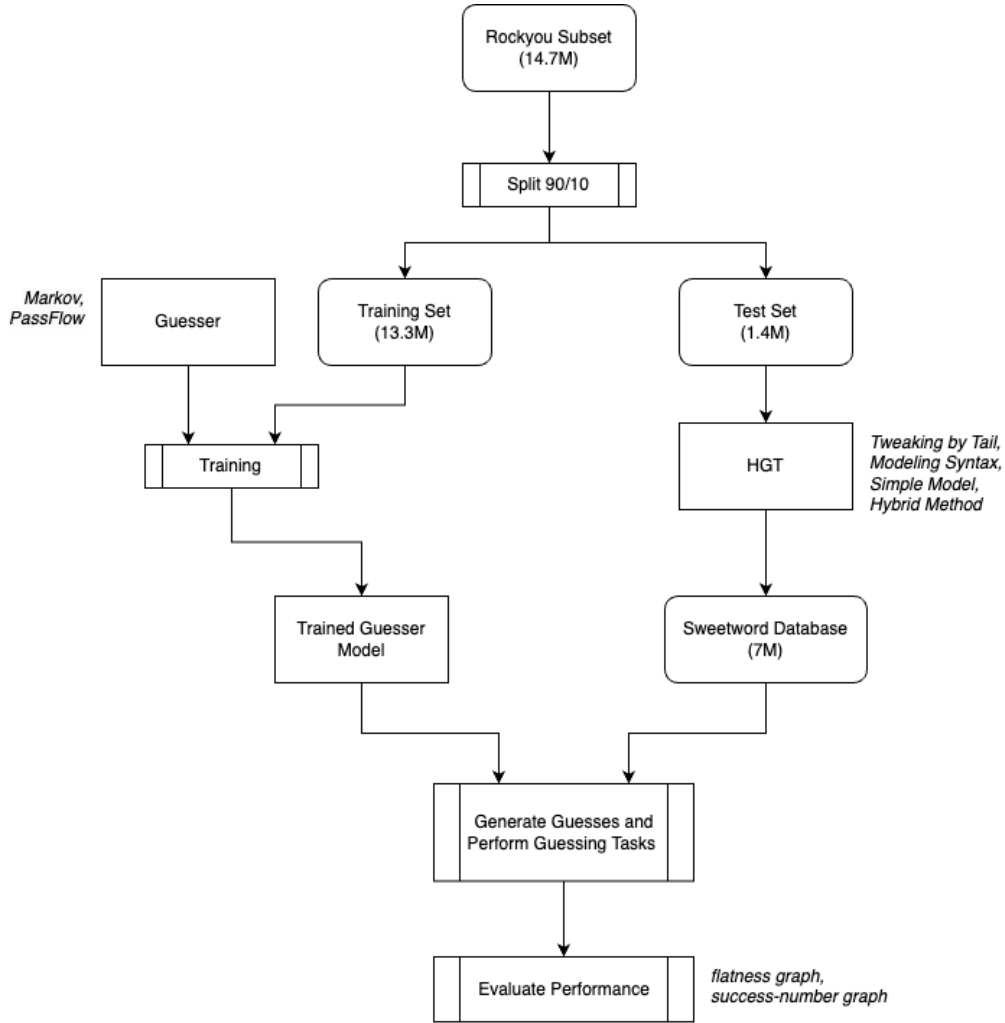 Rockyou Subset
(14.7M)
Split 90/10
Markov,
PassFlow
Guesser
Training Set
(13.3M)
Test Set
(1.4M)
Training
HGT
Tweaking by Tail,
Modeling Syntax,
Simple Model,
Hybrid Method
Trained Guesser
Model
Sweetword Database
(7M)
Generate Guesses and
Perform Guessing Tasks
Evaluate Performance
flatness graph,
success-number graph